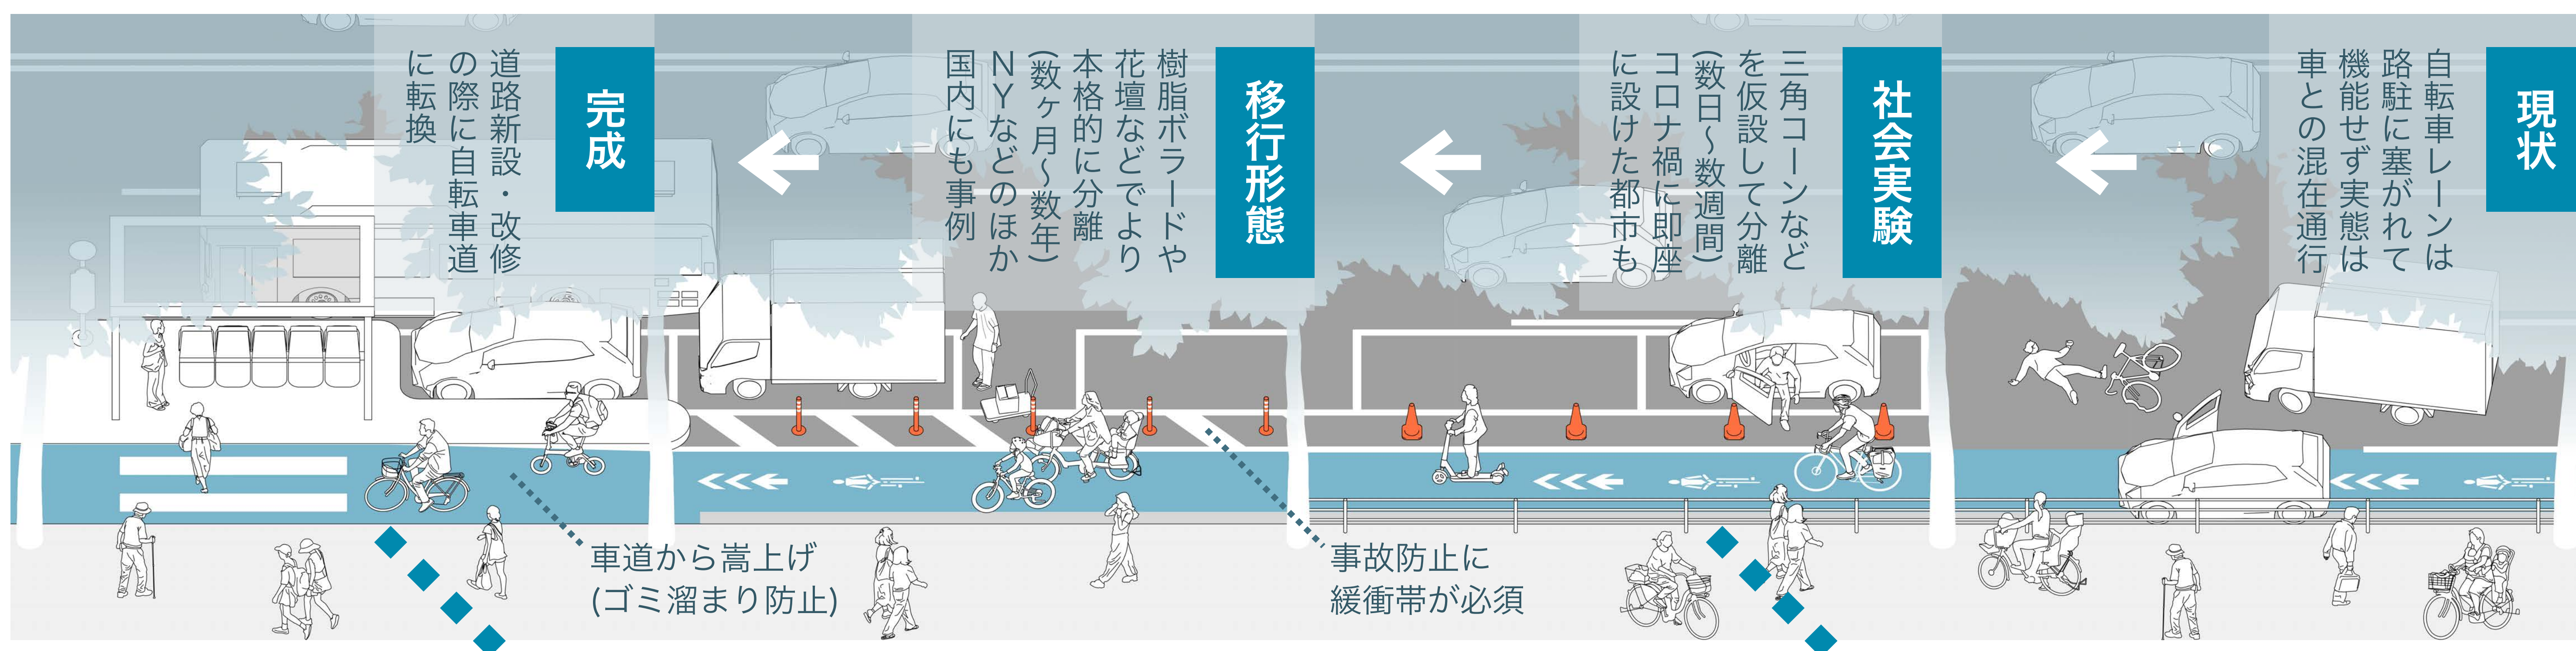 現状
自転車レーンは
路駐に塞がれて
機能せず実態は
車との混在通行
社会実験
三角コーンなど
を仮設して分離
(数日〜数週間)
コロナ禍に即座
に設けた都市も
移行形態
樹脂ボラードや
花壇などでより
本格的に分離
(数ヶ月〜数年)
NYなどのほか
国内にも事例
事故防止に
緩衝帯が必須
完成
道路新設・改修
の際に自転車道
に転換
車道から嵩上げ
(ゴミ溜まり防止)